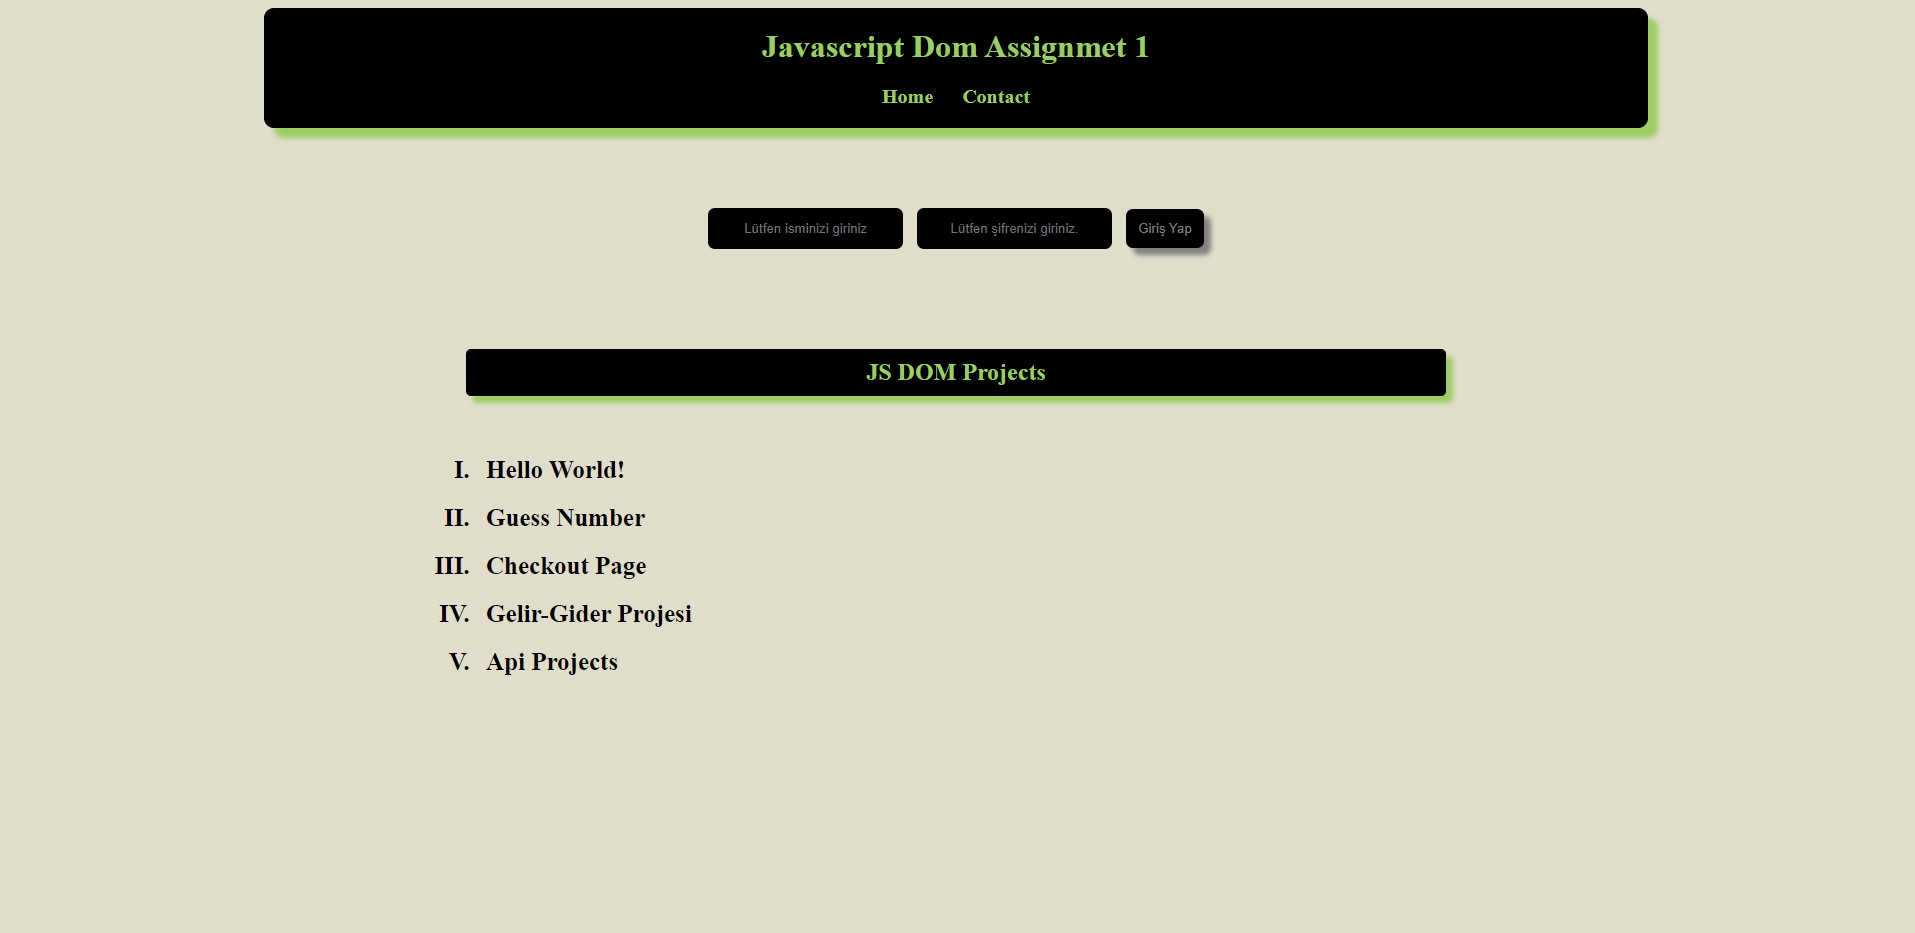 Javascript Dom Assignmet 1
Home Contact
Lütfen isminizi giriniz Lütfen şifrenizi giriniz. Giriş Yap
JS DOM Projects
I. Hello World!
II. Guess Number
III. Checkout Page
IV. Gelir-Gider Projesi
V. Api Projects